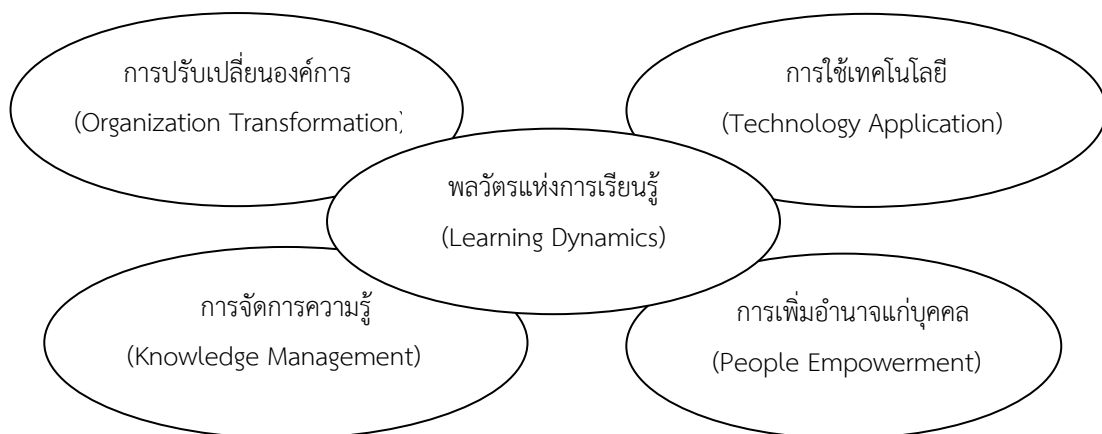 การปรับเปลี่ยนองค์การ
(Organization Transformation)
การใช้เทคโนโลยี
(Technology Application)
พลวัตรแห่งการเรียนรู้
(Learning Dynamics)
การจัดการความรู้
(Knowledge Management)
การเพิ่มอำนาจแก่บุคคล
(People Empowerment)